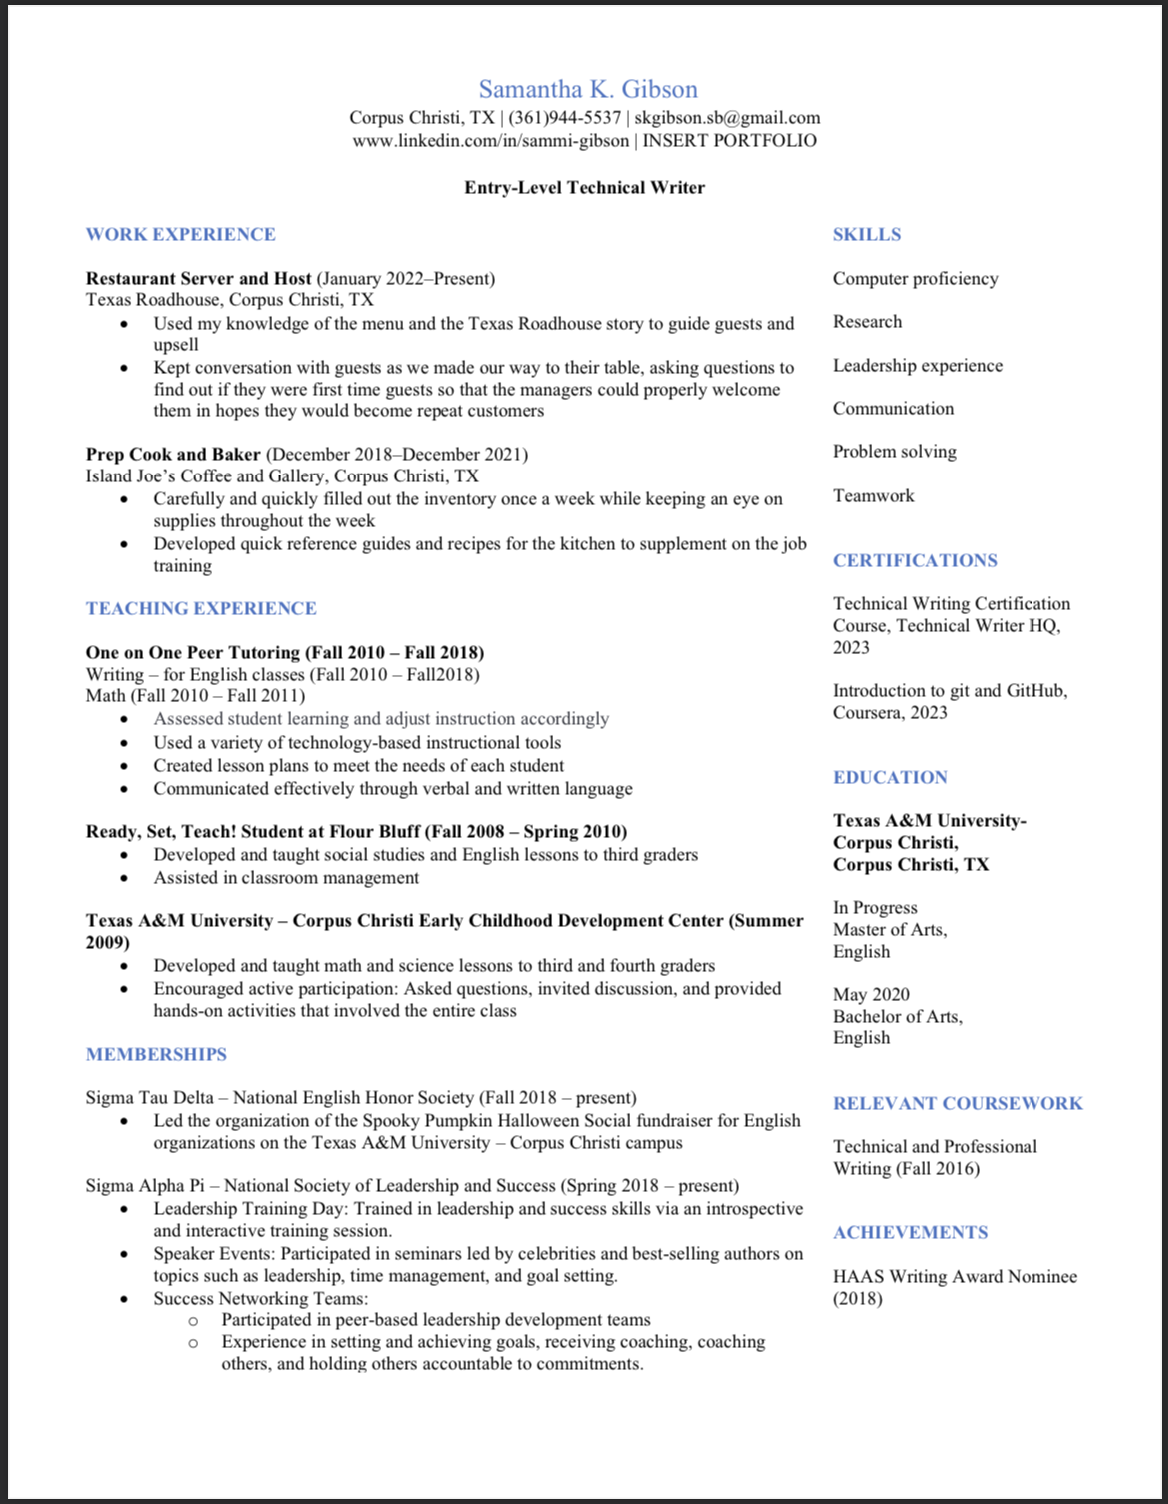 Samantha K. Gibson
Corpus Christi, TX | (361)944-5537 | skgibson.sb@gmail.com
www.linkedin.com/in/sammi-gibson | INSERT PORTFOLIO
Entry-Level Technical Writer
WORK EXPERIENCE
Restaurant Server and Host (January 2022–Present)
Texas Roadhouse, Corpus Christi, TX
• Used my knowledge of the menu and the Texas Roadhouse story to guide guests and
upsell
• Kept conversation with guests as we made our way to their table, asking questions to
find out if they were first time guests so that the managers could properly welcome
them in hopes they would become repeat customers
Prep Cook and Baker (December 2018–December 2021)
Island Joe's Coffee and Gallery, Corpus Christi, TX
• Carefully and quickly filled out the inventory once a week while keeping an eye on
supplies throughout the week
• Developed quick reference guides and recipes for the kitchen to supplement on the job
training
TEACHING EXPERIENCE
One on One Peer Tutoring (Fall 2010 – Fall 2018)
Writing – for English classes (Fall 2010 – Fall2018)
Math (Fall 2010 – Fall 2011)
• Assessed student learning and adjust instruction accordingly
• Used a variety of technology-based instructional tools
• Created lesson plans to meet the needs of each student
• Communicated effectively through verbal and written language
Ready, Set, Teach! Student at Flour Bluff (Fall 2008 – Spring 2010)
• Developed and taught social studies and English lessons to third graders
• Assisted in classroom management
Texas A&M University – Corpus Christi Early Childhood Development Center (Summer
2009)
• Developed and taught math and science lessons to third and fourth graders
• Encouraged active participation: Asked questions, invited discussion, and provided
hands-on activities that involved the entire class
MEMBERSHIPS
Sigma Tau Delta – National English Honor Society (Fall 2018 – present)
• Led the organization of the Spooky Pumpkin Halloween Social fundraiser for English
organizations on the Texas A&M University – Corpus Christi campus
Sigma Alpha Pi – National Society of Leadership and Success (Spring 2018 – present)
• Leadership Training Day: Trained in leadership and success skills via an introspective
and interactive training session.
• Speaker Events: Participated in seminars led by celebrities and best-selling authors on
topics such as leadership, time management, and goal setting.
• Success Networking Teams:
o Participated in peer-based leadership development teams
o Experience in setting and achieving goals, receiving coaching, coaching
others, and holding others accountable to commitments.
SKILLS
Computer proficiency
Research
Leadership experience
Communication
Problem solving
Teamwork
CERTIFICATIONS
Technical Writing Certification
Course, Technical Writer HQ,
2023
Introduction to git and GitHub,
Coursera, 2023
EDUCATION
Texas A&M University-
Corpus Christi,
Corpus Christi, TX
In Progress
Master of Arts,
English
May 2020
Bachelor of Arts,
English
RELEVANT COURSEWORK
Technical and Professional
Writing (Fall 2016)
ACHIEVEMENTS
HAAS Writing Award Nominee
(2018)